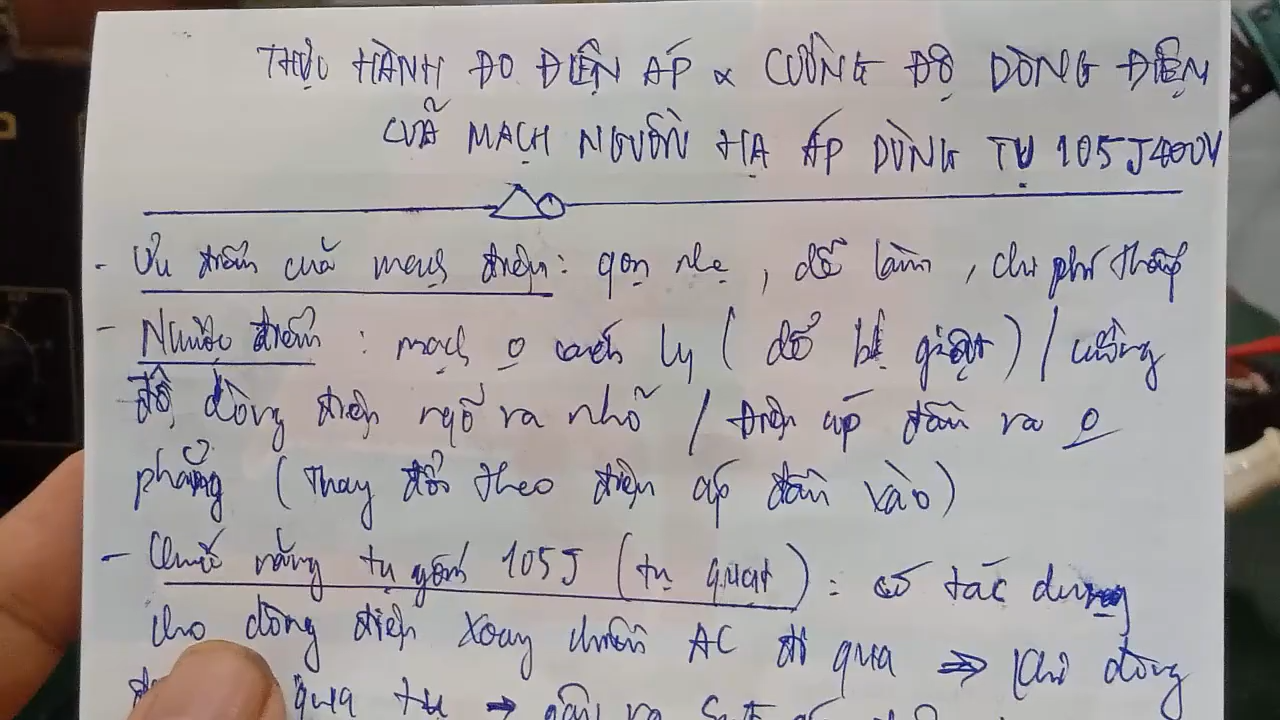 THỰC HÀNH ĐO ĐIỆN ÁP & CƯỜNG ĐỘ DÒNG ĐIỆN
CỦA MẠCH NGUỒN HẠ ÁP DÙNG TỤ 105J400V
- Ưu điểm của mạch điện: gọn nhẹ, dễ làm, chi phí thấp
- Nhược điểm: mạch o cách ly (dễ bị giật) / cường
độ dòng điện ngõ ra nhỏ / Điện áp đầu ra o
phẳng (thay đổi theo điện áp đầu vào)
- Chức năng tụ gốm 105J (tụ quạt): có tác dụng
cho dòng điện xoay chiều AC đi qua => Khi dòng
qua tụ → gây ra